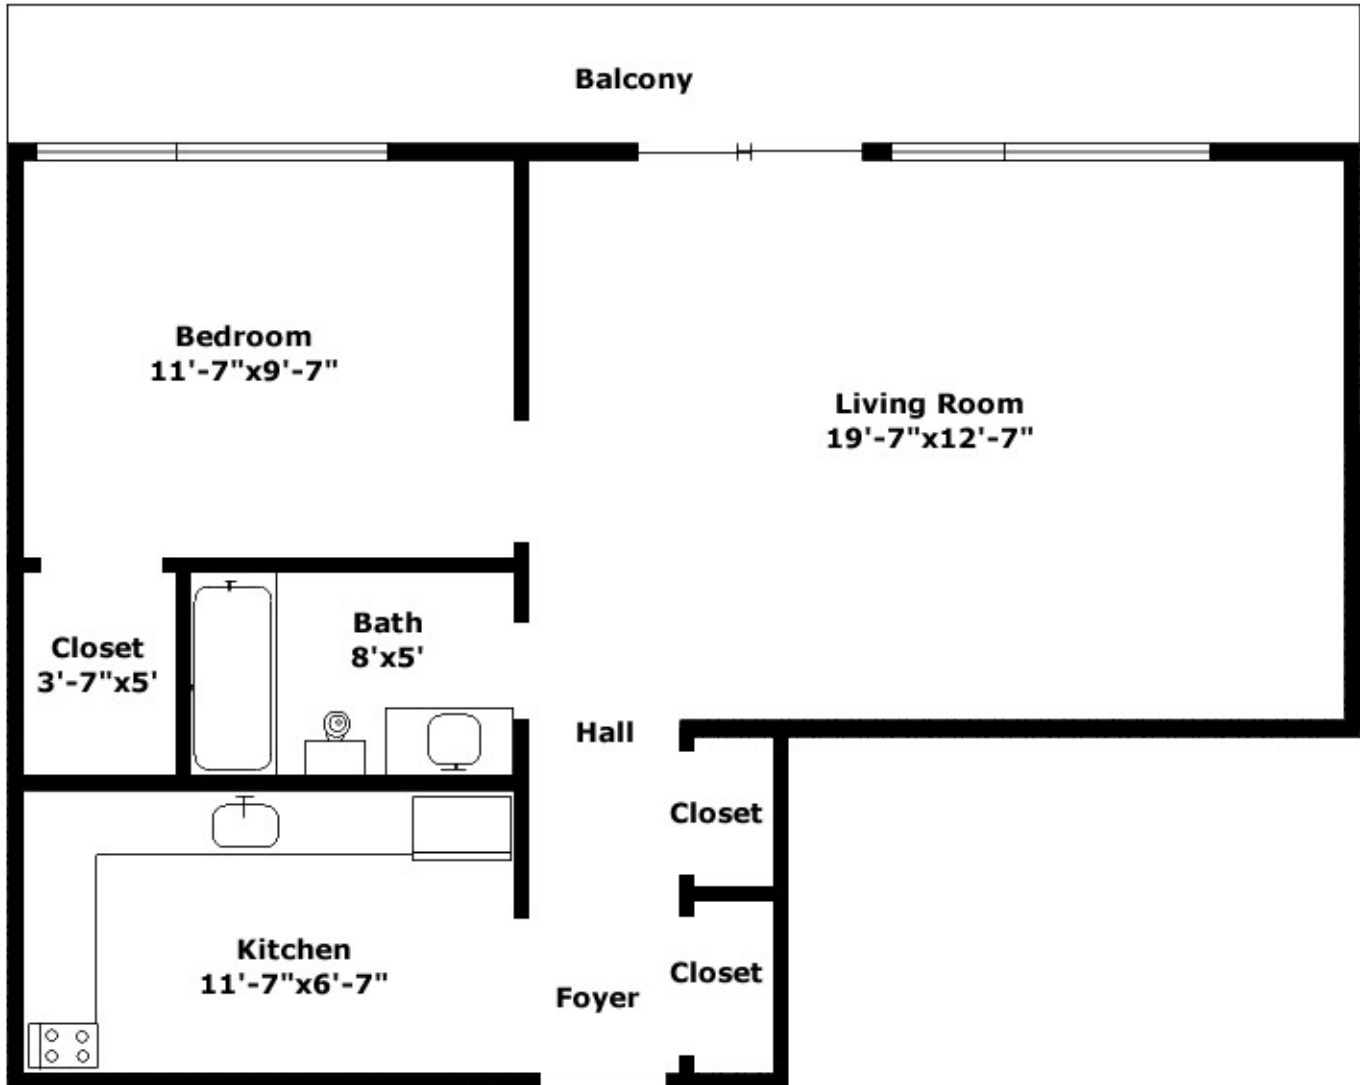 Balcony
Bedroom
11'-7"x9'-7"
Living Room
19'-7"x12'-7"
Bath
8'x5'
Closet
3'-7"x5'
Hall
Closet
Kitchen
11'-7"x6'-7"
Closet
Foyer